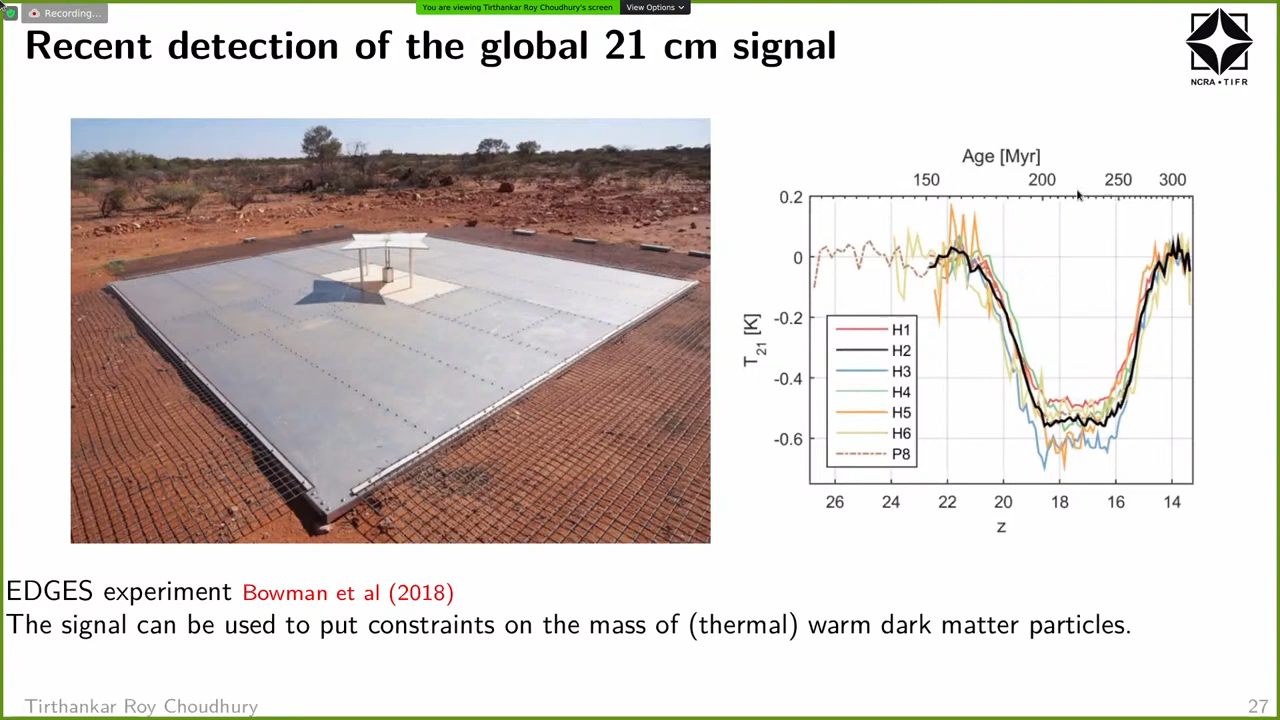 Recording...
You are viewing Tirthankar Roy Choudhury's screen
View Options
Recent detection of the global 21 cm signal
NCRA • TIFR
Age [Myr]
150 200 250 300
0.2
0
-0.2
-0.4
-0.6
T21 [K]
H1
H2
H3
H4
H5
H6
P8
26 24 22 20 18 16 14
z
EDGES experiment Bowman et al (2018)
The signal can be used to put constraints on the mass of (thermal) warm dark matter particles.
Tirthankar Roy Choudhury
27